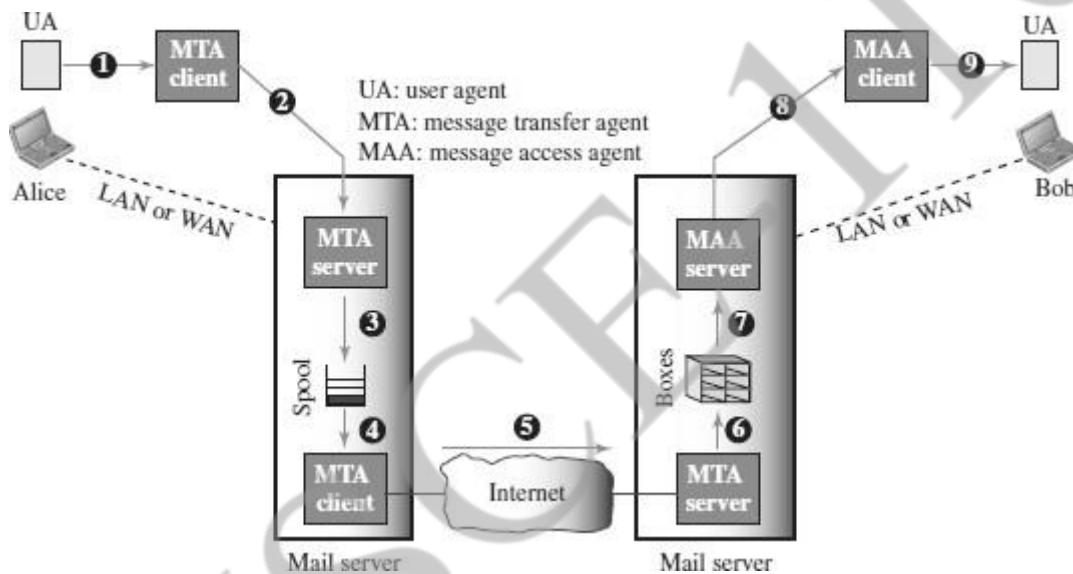 UA
1
MTA
client
2
UA: user agent
MTA: message transfer agent
MAA: message access agent
8
MAA
client
9
UA
Alice
LAN or WAN
Bob
LAN or WAN
MTA
server
3
Spool
4
MTA
client
Mail server
5
Internet
MAA
server
7
Boxes
6
MTA
server
Mail server